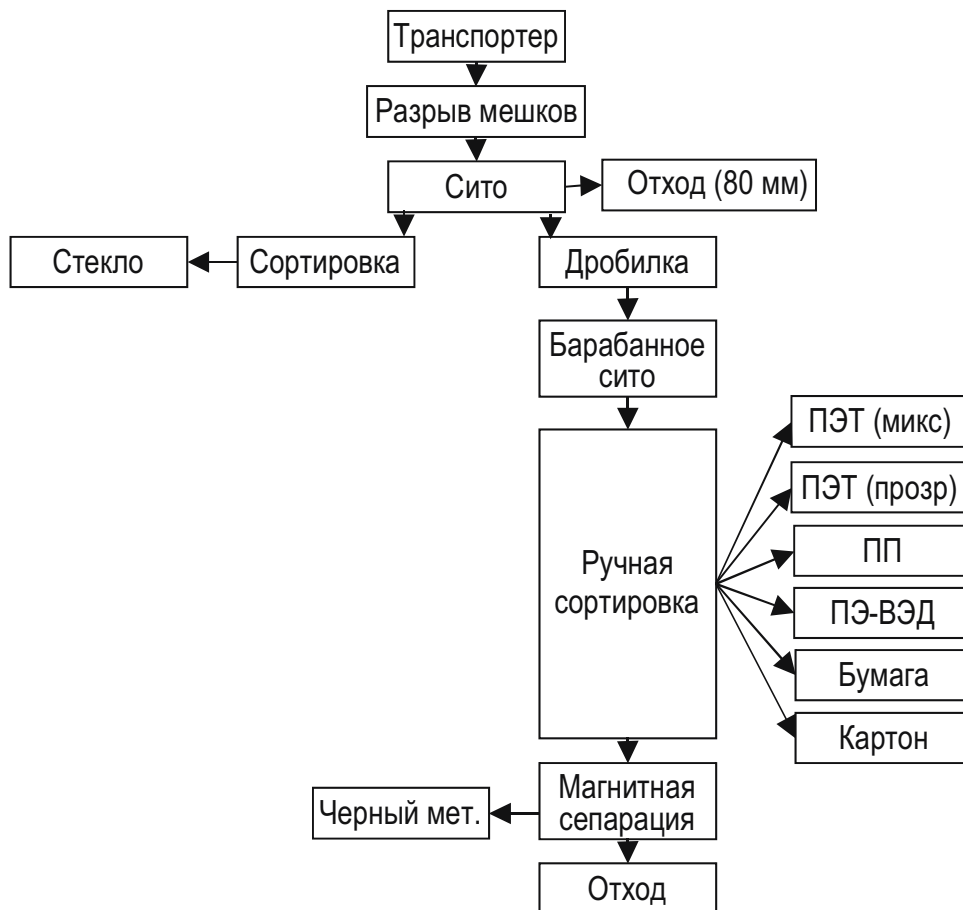 Транспортер
Разрыв мешков
Сито
Отход (80 мм)
Стекло
Сортировка
Дробилка
Барабанное
сито
Ручная
сортировка
ПЭТ (микс)
ПЭТ (прозр)
ПП
ПЭ-ВЭД
Бумага
Картон
Магнитная
сепарация
Черный мет.
Отход